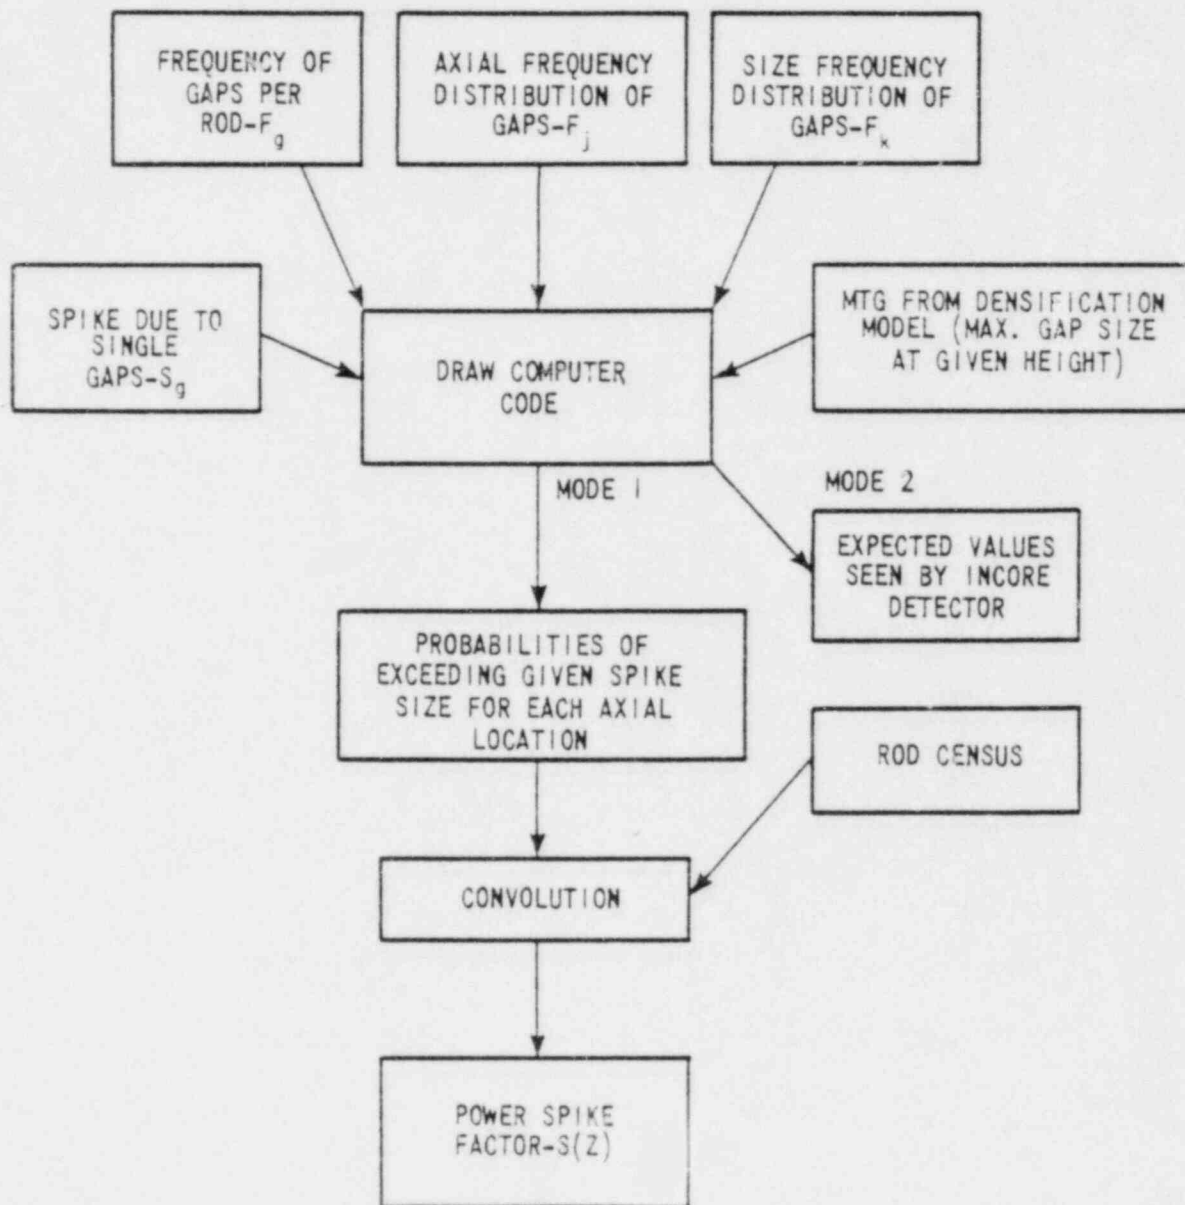 FREQUENCY OF
GAPS PER
ROD-F_g
AXIAL FREQUENCY
DISTRIBUTION OF
GAPS-F_j
SIZE FREQUENCY
DISTRIBUTION OF
GAPS-F_k
SPIKE DUE TO
SINGLE
GAPS-S_g
DRAW COMPUTER
CODE
MTG FROM DENSIFICATION
MODEL (MAX. GAP SIZE
AT GIVEN HEIGHT)
MODE 1
MODE 2
EXPECTED VALUES
SEEN BY INCORE
DETECTOR
PROBABILITIES OF
EXCEEDING GIVEN SPIKE
SIZE FOR EACH AXIAL
LOCATION
ROD CENSUS
CONVOLUTION
POWER SPIKE
FACTOR-S(Z)